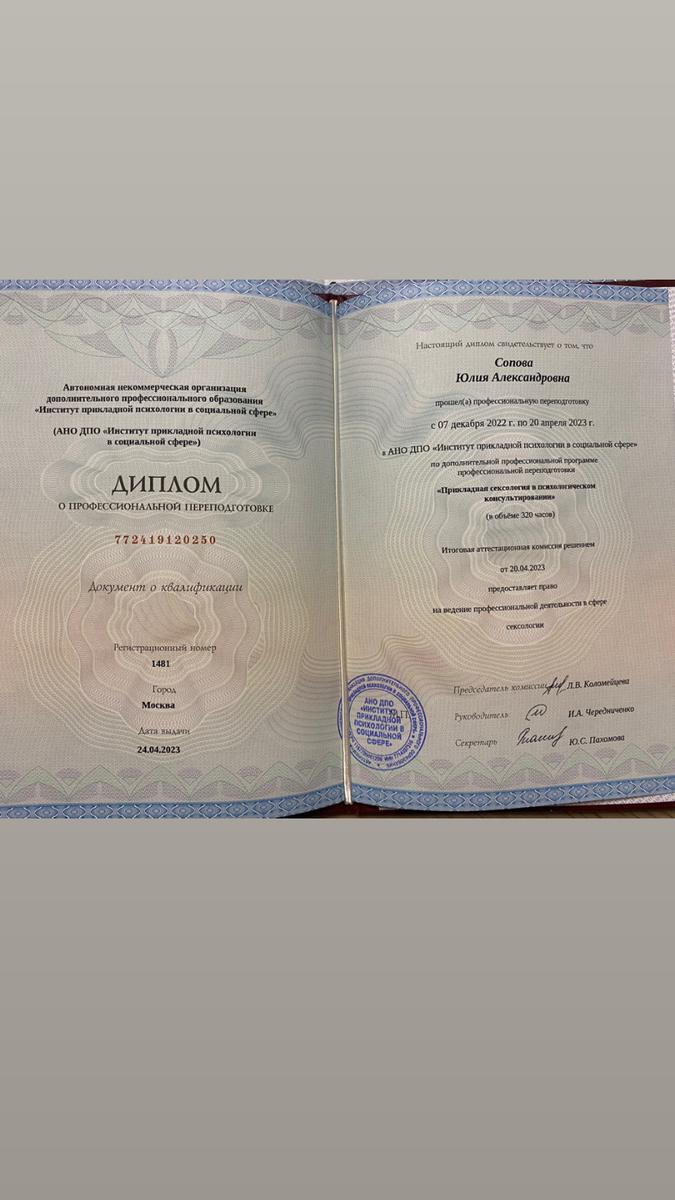 Автономная некоммерческая организация
дополнительного профессионального образования
«Институт прикладной психологии в социальной сфере»
(АНО ДПО «Институт прикладной психологии
в социальной сфере»)
ДИПЛОМ
О ПРОФЕССИОНАЛЬНОЙ ПЕРЕПОДГОТОВКЕ
772419120250
Документ о квалификации
Регистрационный номер
1481
Город
Москва
Дата выдачи
24.04.2023
Настоящий диплом свидетельствует о том, что
Сопова
Юлия Александровна
прошел(а) профессиональную переподготовку
с 07 декабря 2022 г. по 20 апреля 2023 г.
в АНО ДПО «Институт прикладной психологии в социальной сфере»
по дополнительной профессиональной программе
профессиональной переподготовки
«Прикладная сексология в психологическом
консультировании»
(в объёме 320 часов)
Итоговая аттестационная комиссия решением
от 20.04.2023
предоставляет право
на ведение профессиональной деятельности в сфере
сексологии
Председатель комиссии Л.В. Коломейцева
Руководитель И.А. Чередниченко
Секретарь Ю.С. Пахомова
АНО ДПО
«ИНСТИТУТ
ПРИКЛАДНОЙ
ПСИХОЛОГИИ В
СОЦИАЛЬНОЙ
СФЕРЕ»